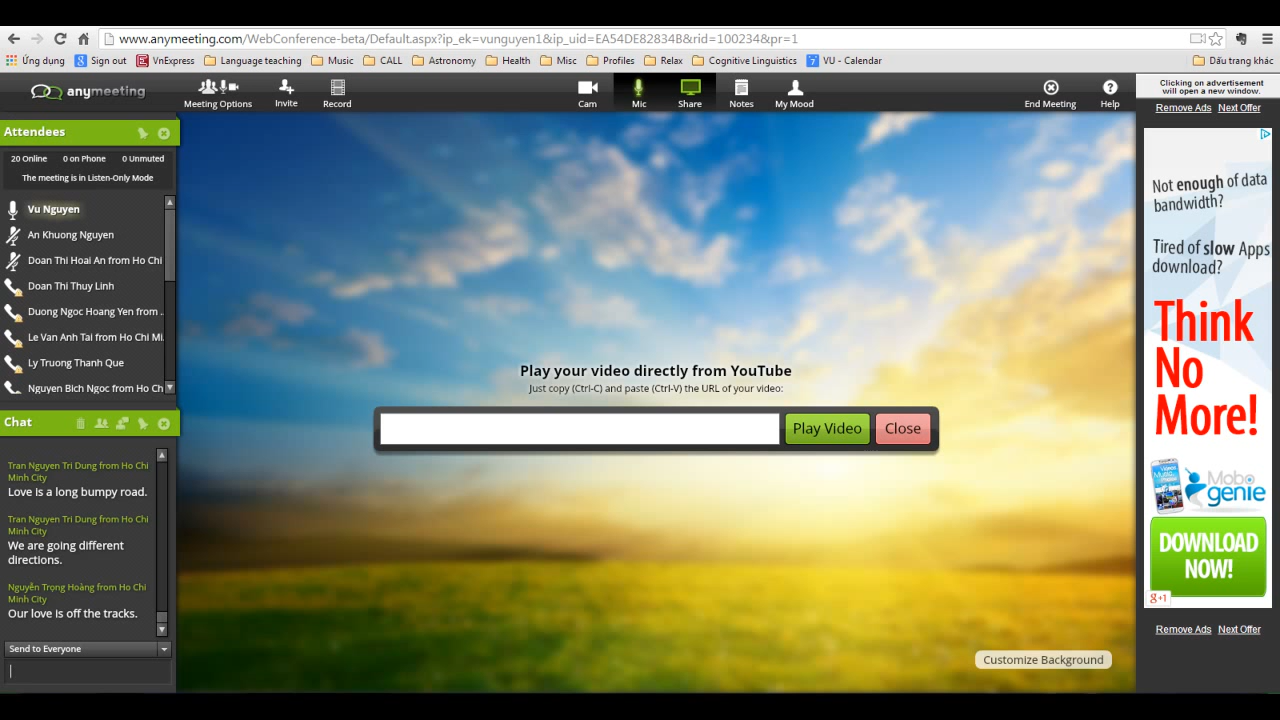 www.anymeeting.com/WebConference-beta/Default.aspx?ip_ek=vunguyen1&ip_uid=EA54DE82834B&rid=100234&pr=1
Ứng dụng Sign out VnExpress Language teaching Music CALL Astronomy Health Misc Profiles Relax Cognitive Linguistics VU - Calendar Dấu trang khác
anymeeting
Meeting Options Invite Record Cam Mic Share Notes My Mood End Meeting Help
Clicking on advertisement
will open a new window.
Remove Ads Next Offer
Attendees
20 Online 0 on Phone 0 Unmuted
The meeting is in Listen-Only Mode
Vu Nguyen
An Khuong Nguyen
Doan Thi Hoai An from Ho Chi
Doan Thi Thuy Linh
Duong Ngoc Hoang Yen from ..
Le Van Anh Tai from Ho Chi Mi.
Ly Truong Thanh Que
Nguyen Bich Ngoc from Ho Ch
Chat
Tran Nguyen Tri Dung from Ho Chi
Minh City
Love is a long bumpy road.
Tran Nguyen Tri Dung from Ho Chi
Minh City
We are going different
directions.
Nguyễn Trọng Hoàng from Ho Chi
Minh City
Our love is off the tracks.
Send to Everyone
Play your video directly from YouTube
Just copy (Ctrl-C) and paste (Ctrl-V) the URL of your video:
Play Video Close
Customize Background
Not enough of data
bandwidth?
Tired of slow Apps
download?
Think
No
More!
Mobo
genie
DOWNLOAD
NOW!
g+1
Remove Ads Next Offer